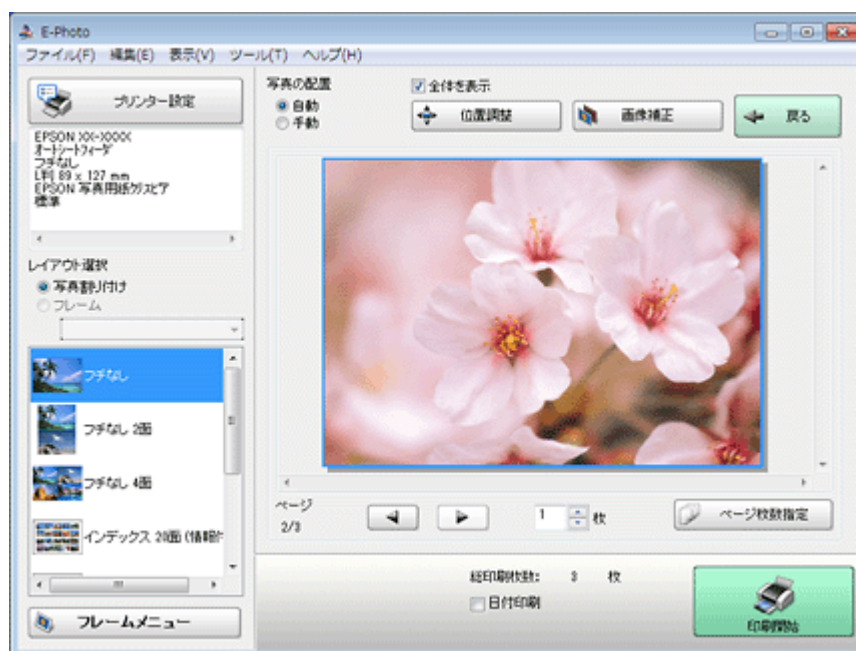 E-Photo
ファイル(F) 編集(E) 表示(V) ツール(T) ヘルプ(H)
プリンター設定
EPSON XX-XXXX
オートシートフィーダ
フチなし
L判 89 x 127 mm
EPSON 写真用紙クリスピア
標準
レイアウト選択
写真割り付け
フレーム
フチなし
フチなし 2面
フチなし 4面
インデックス 20面 (情報付
フレームメニュー
写真の配置
自動
手動
全体を表示
位置調整
画像補正
戻る
ページ
2/3
1 枚
ページ枚数指定
総印刷枚数: 3 枚
日付印刷
印刷開始